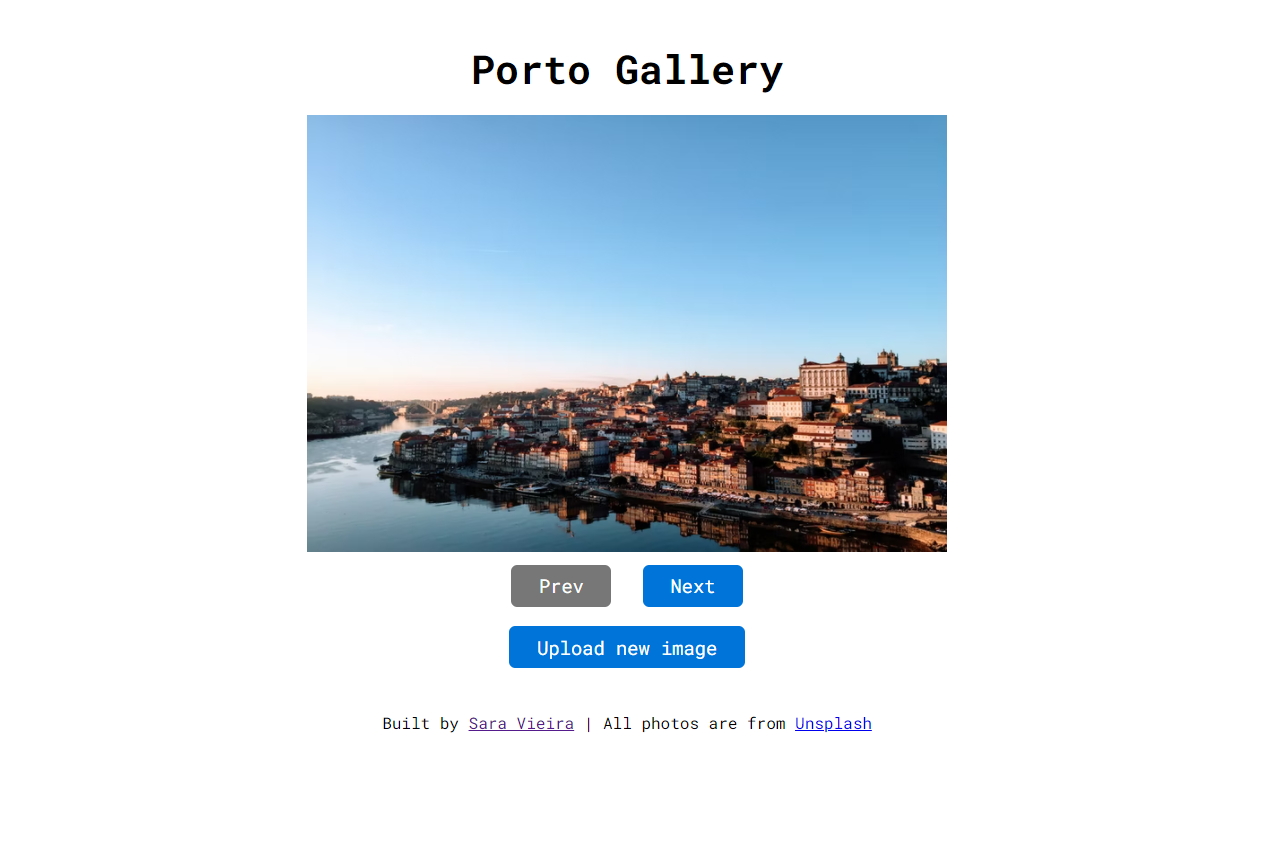 Porto Gallery
Prev Next
Upload new image
Built by Sara Vieira | All photos are from Unsplash